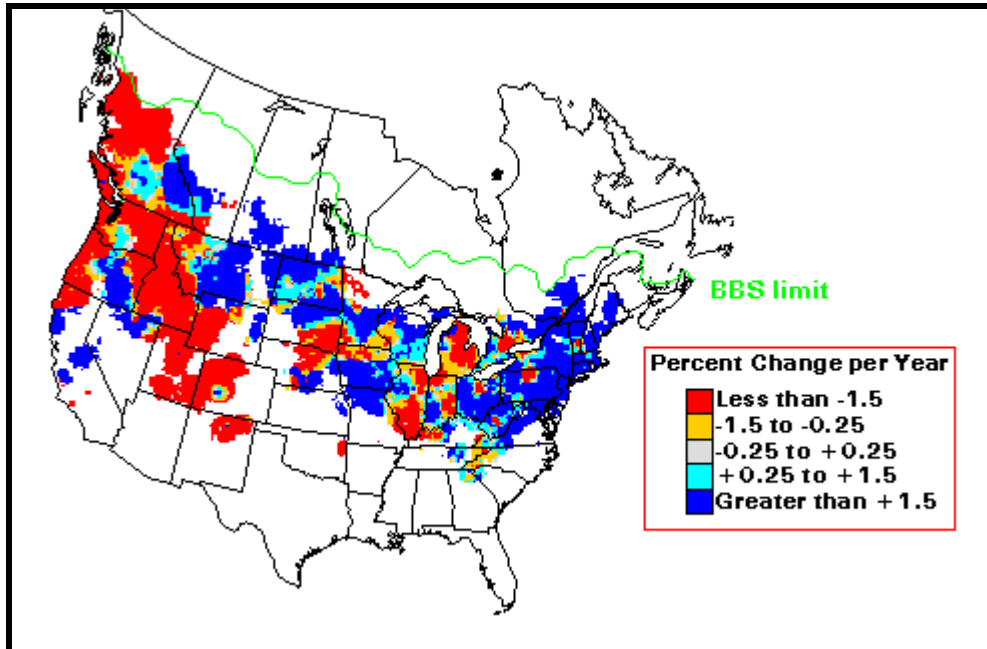 BBS limit
Percent Change per Year
Less than -1.5
-1.5 to -0.25
-0.25 to +0.25
+0.25 to +1.5
Greater than +1.5